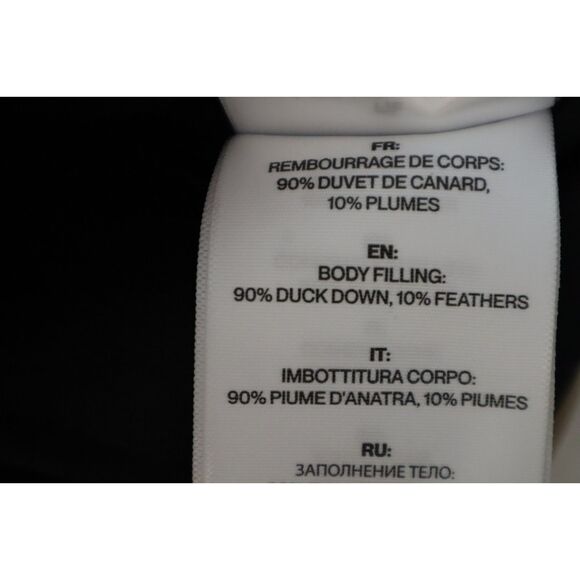 FR:
REMBOURRAGE DE CORPS:
90% DUVET DE CANARD,
10% PLUMES
EN:
BODY FILLING:
90% DUCK DOWN, 10% FEATHERS
IT:
IMBOTTITURA CORPO:
90% PIUME D'ANATRA, 10% PIUMES
RU:
ЗАПОЛНЕНИЕ ТЕЛО: